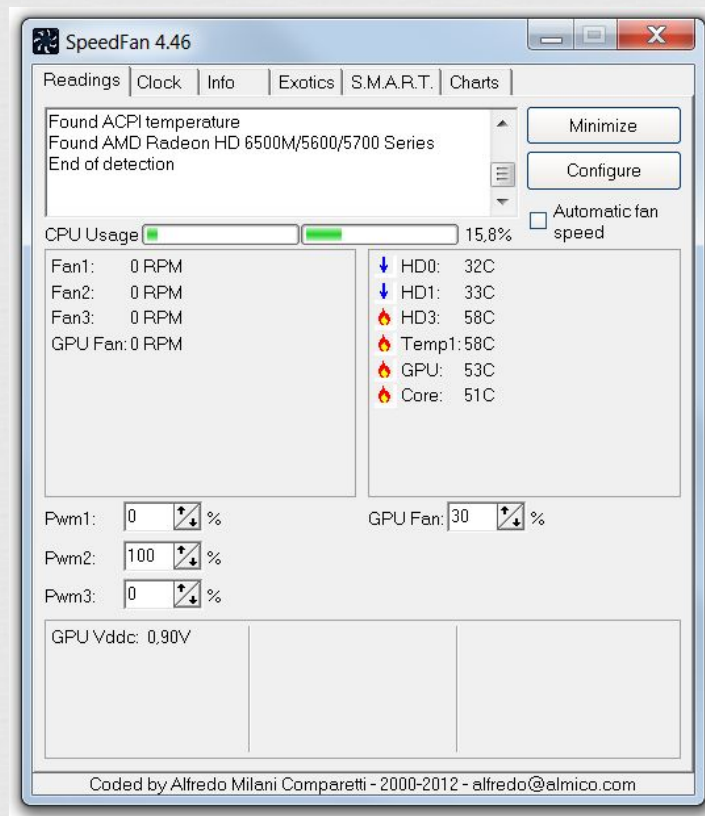 SpeedFan 4.46
Readings Clock Info Exotics S.M.A.R.T. Charts
Found ACPI temperature
Found AMD Radeon HD 6500M/5600/5700 Series
End of detection
Minimize
Configure
Automatic fan
speed
CPU Usage 15,8%
Fan1: 0 RPM
Fan2: 0 RPM
Fan3: 0 RPM
GPU Fan: 0 RPM
HD0: 32C
HD1: 33C
HD3: 58C
Temp1: 58C
GPU: 53C
Core: 51C
Pwm1: 0 %
GPU Fan: 30 %
Pwm2: 100 %
Pwm3: 0 %
GPU Vddc: 0,90V
Coded by Alfredo Milani Comparetti - 2000-2012 - alfredo@almico.com